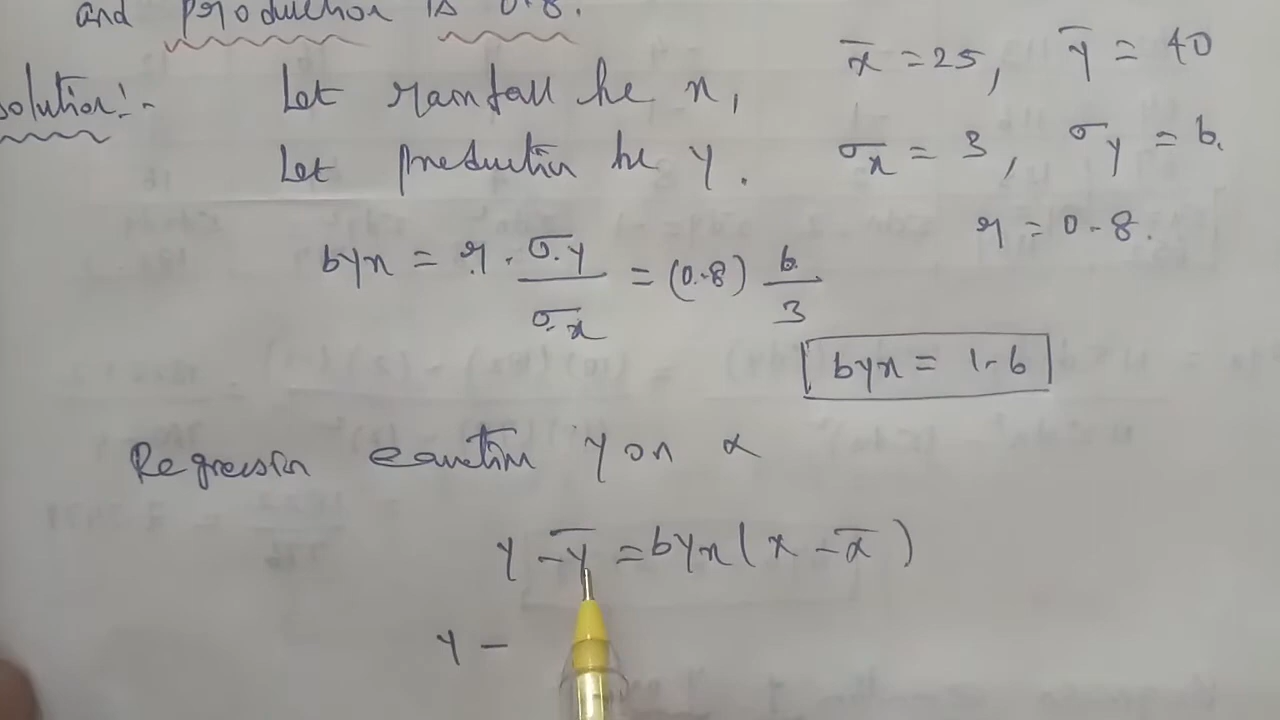 and production is 0.8.
solution:-
Let rainfall be x,
Let production be y.
x̄ = 25, ȳ = 40
σx = 3, σy = 6.
r = 0.8.
byx = r. σy/σx = (0.8) 6/3
byx = 1.6
Regression equation y on x
y - ȳ = byx (x - x̄)
y -